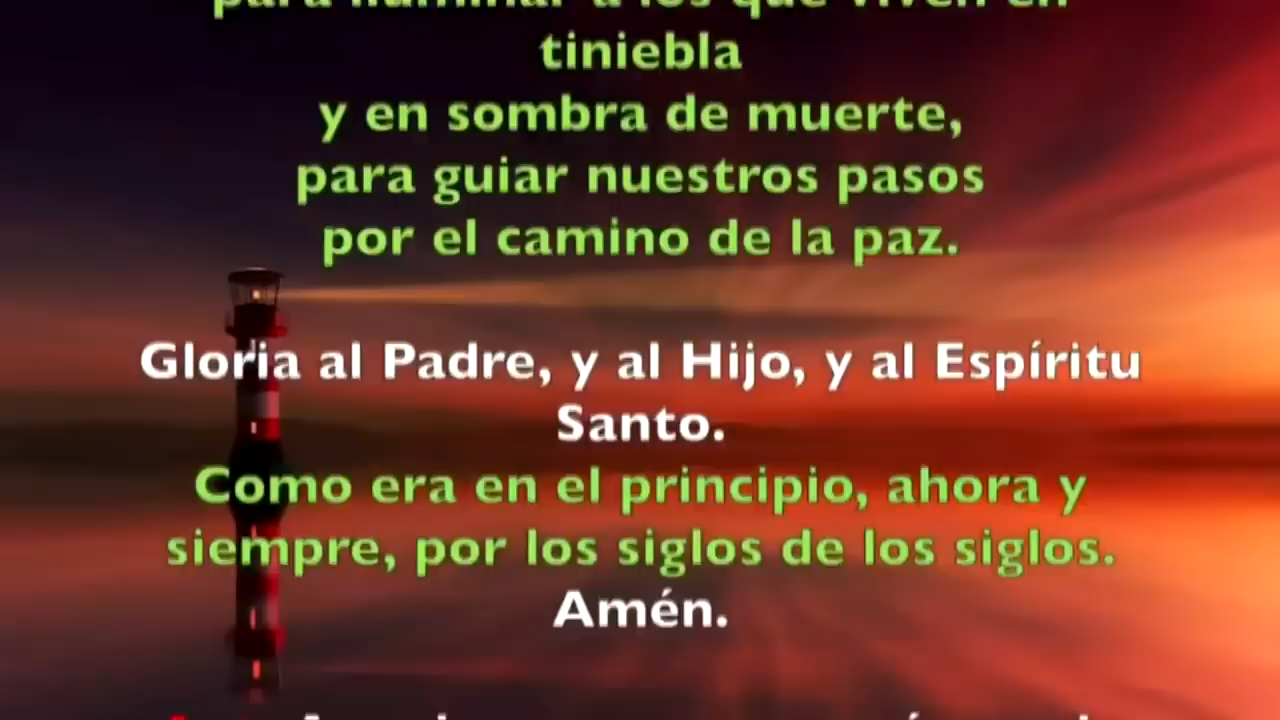 para iluminar a los que viven en
tiniebla
y en sombra de muerte,
para guiar nuestros pasos
por el camino de la paz.
Gloria al Padre, y al Hijo, y al Espíritu
Santo.
Como era en el principio, ahora y
siempre, por los siglos de los siglos.
Amén.